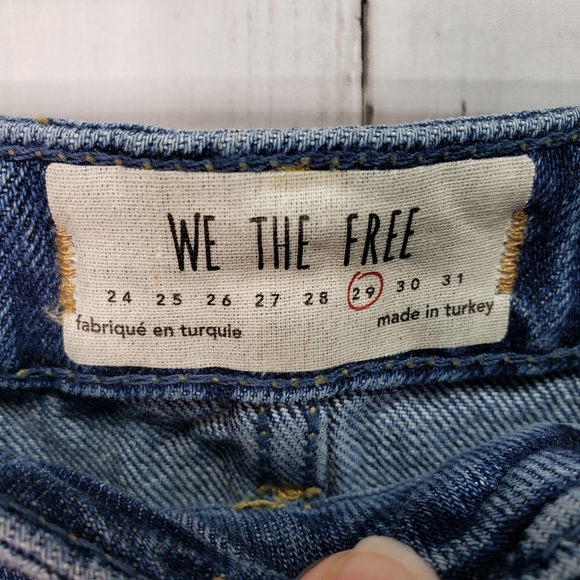 WE THE FREE
24 25 26 27 28 29 30 31
fabriqué en turquie made in turkey